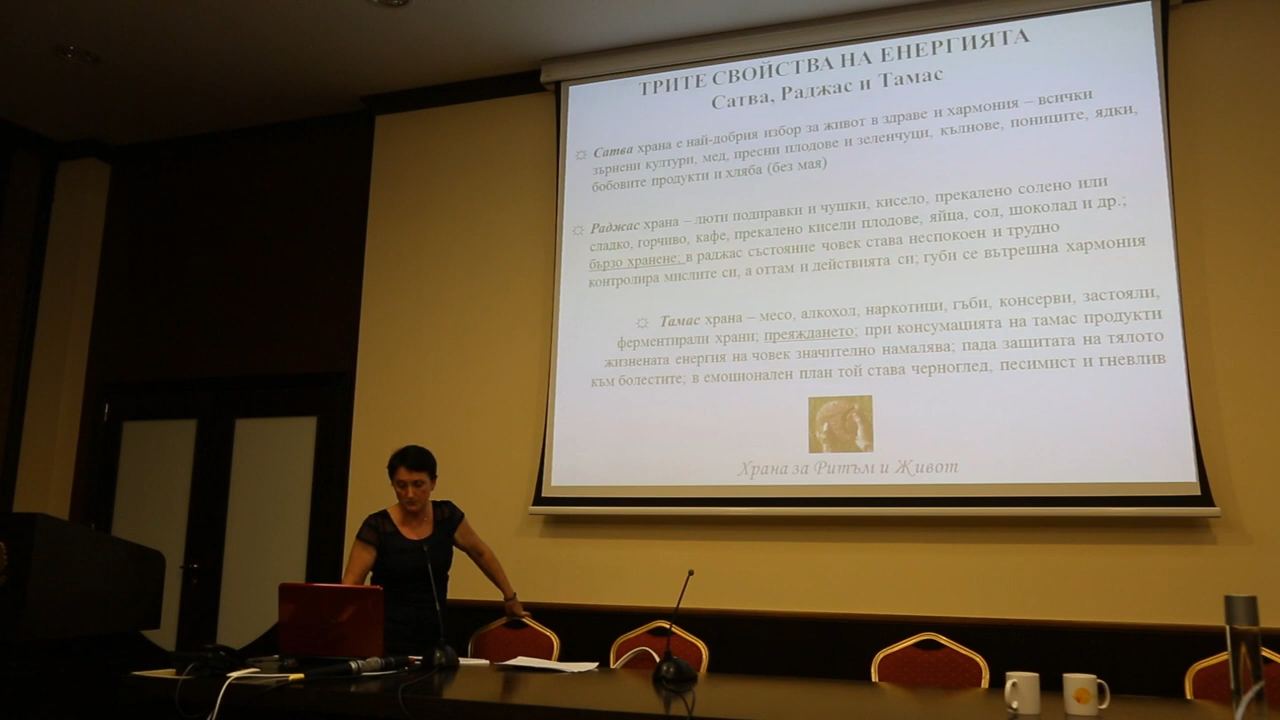 ТРИТЕ СВОЙСТВА НА ЕНЕРГИЯТА
Сатва, Раджас и Тамас
Сатва храна е най-добрия избор за живот в здраве и хармония – всички
зърнени култури, мед, пресни плодове и зеленчуци, кълнове, пониците, ядки,
бобовите продукти и хляба (без мая)
Раджас храна – люти подправки и чушки, кисело, прекалено солено или
сладко, горчиво, кафе, прекалено кисели плодове, яйца, сол, шоколад и др.;
бързо хранене; в раджас състояние човек става неспокоен и трудно
контролира мислите си, а оттам и действията си; губи се вътрешна хармония
Тамас храна – месо, алкохол, наркотици, гъби, консерви, застояли,
ферментирали храни; преяждането; при консумацията на тамас продукти
жизнената енергия на човек значително намалява; пада защитата на тялото
към болестите; в емоционален план той става черноглед, песимист и гневлив
Храна за Ритъм и Живот